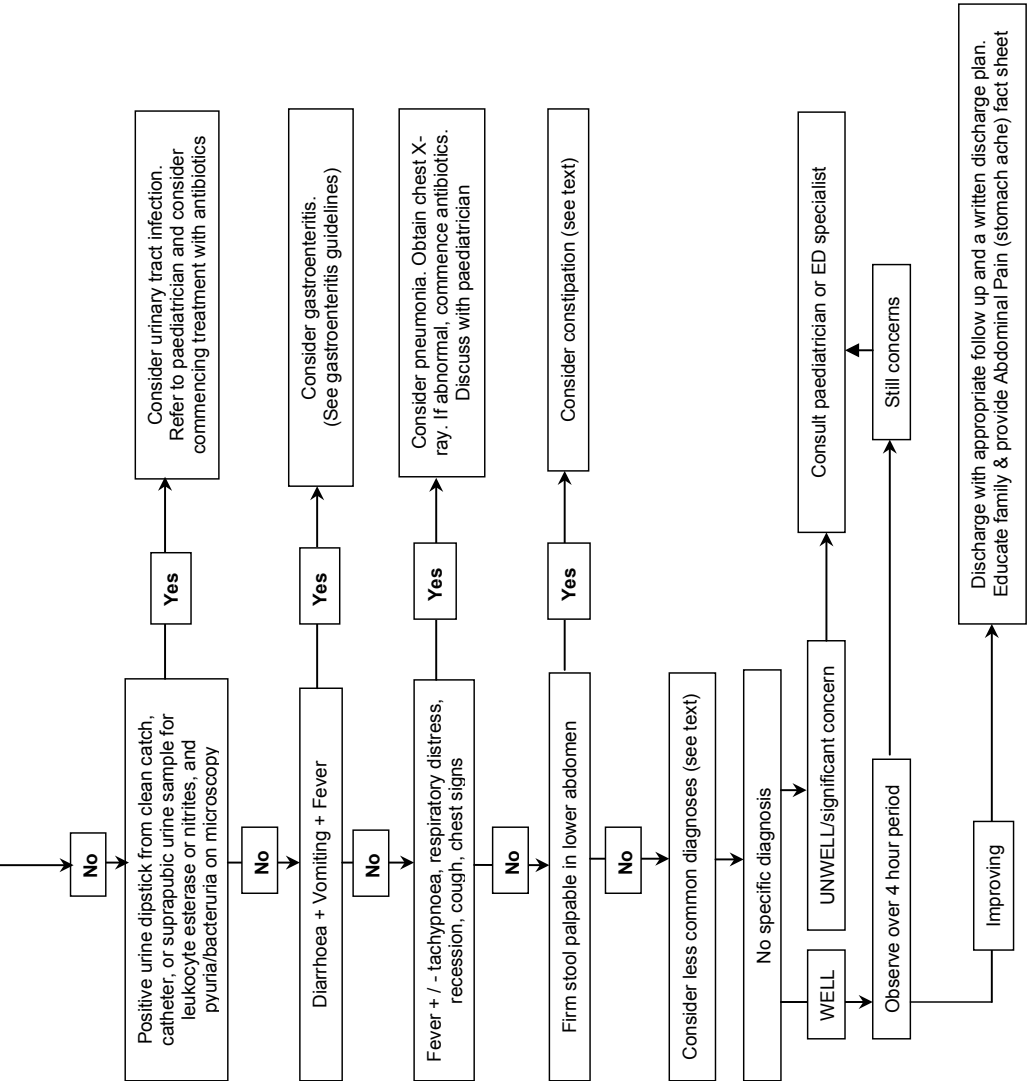 No
Positive urine dipstick from clean catch,
catheter, or suprapubic urine sample for
leukocyte esterase or nitrites, and
pyuria/bacteruria on microscopy
Yes
Consider urinary tract infection.
Refer to paediatrician and consider
commencing treatment with antibiotics
No
Diarrhoea + Vomiting + Fever
Yes
Consider gastroenteritis.
(See gastroenteritis guidelines)
No
Fever + / - tachypnoea, respiratory distress,
recession, cough, chest signs
Yes
Consider pneumonia. Obtain chest X-
ray. If abnormal, commence antibiotics.
Discuss with paediatrician
No
Firm stool palpable in lower abdomen
Yes
Consider constipation (see text)
No
Consider less common diagnoses (see text)
No specific diagnosis
WELL
UNWELL/significant concern
Consult paediatrician or ED specialist
Observe over 4 hour period
Still concerns
Improving
Discharge with appropriate follow up and a written discharge plan.
Educate family & provide Abdominal Pain (stomach ache) fact sheet